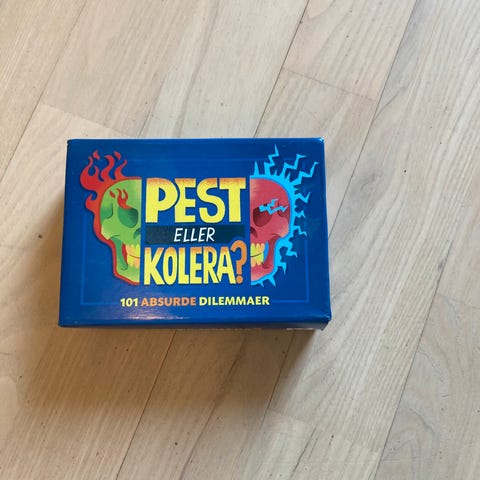 PEST
ELLER
KOLERA?
101 ABSURDE DILEMMAER